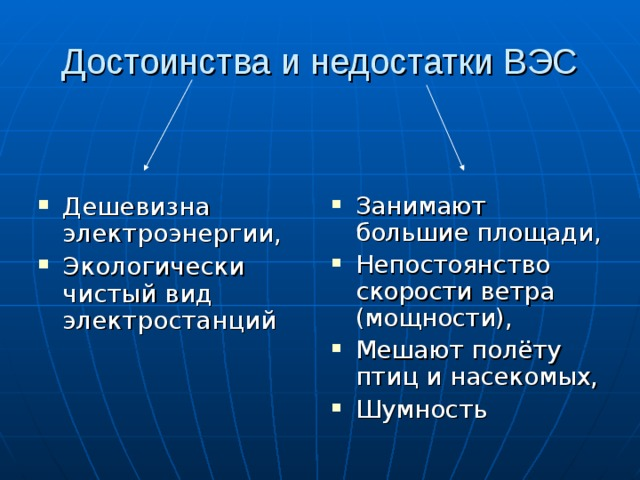 Достоинства и недостатки ВЭС
Дешевизна
электроэнергии,
Экологически
чистый вид
электростанций
Занимают
большие площади,
Непостоянство
скорости ветра
(мощности),
Мешают полёту
птиц и насекомых,
Шумность